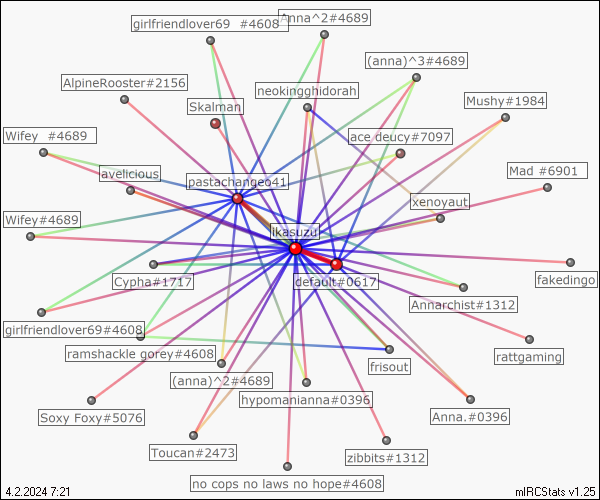 girlfriendlover69 #4608
Anna^2#4689
(anna)^3#4689
AlpineRooster#2156
neokingghidorah
Skalman
Mushy#1984
Wifey #4689
ace deucy#7097
avelicious
pastachangeo41
Mad #6901
xenoyaut
Wifey#4689
Ikasuzu
Cypha#1717
default#0617
fakedingo
Annarchist#1312
girlfriendlover69#4608
ramshackle gorey#4608
rattgaming
frisout
(anna)^2#4689
hypomanianna#0396
Soxy Foxy#5076
Anna.#0396
Toucan#2473
zibbits#1312
no cops no laws no hope#4608
4.2.2024 7:21
mIRCStats v1.25